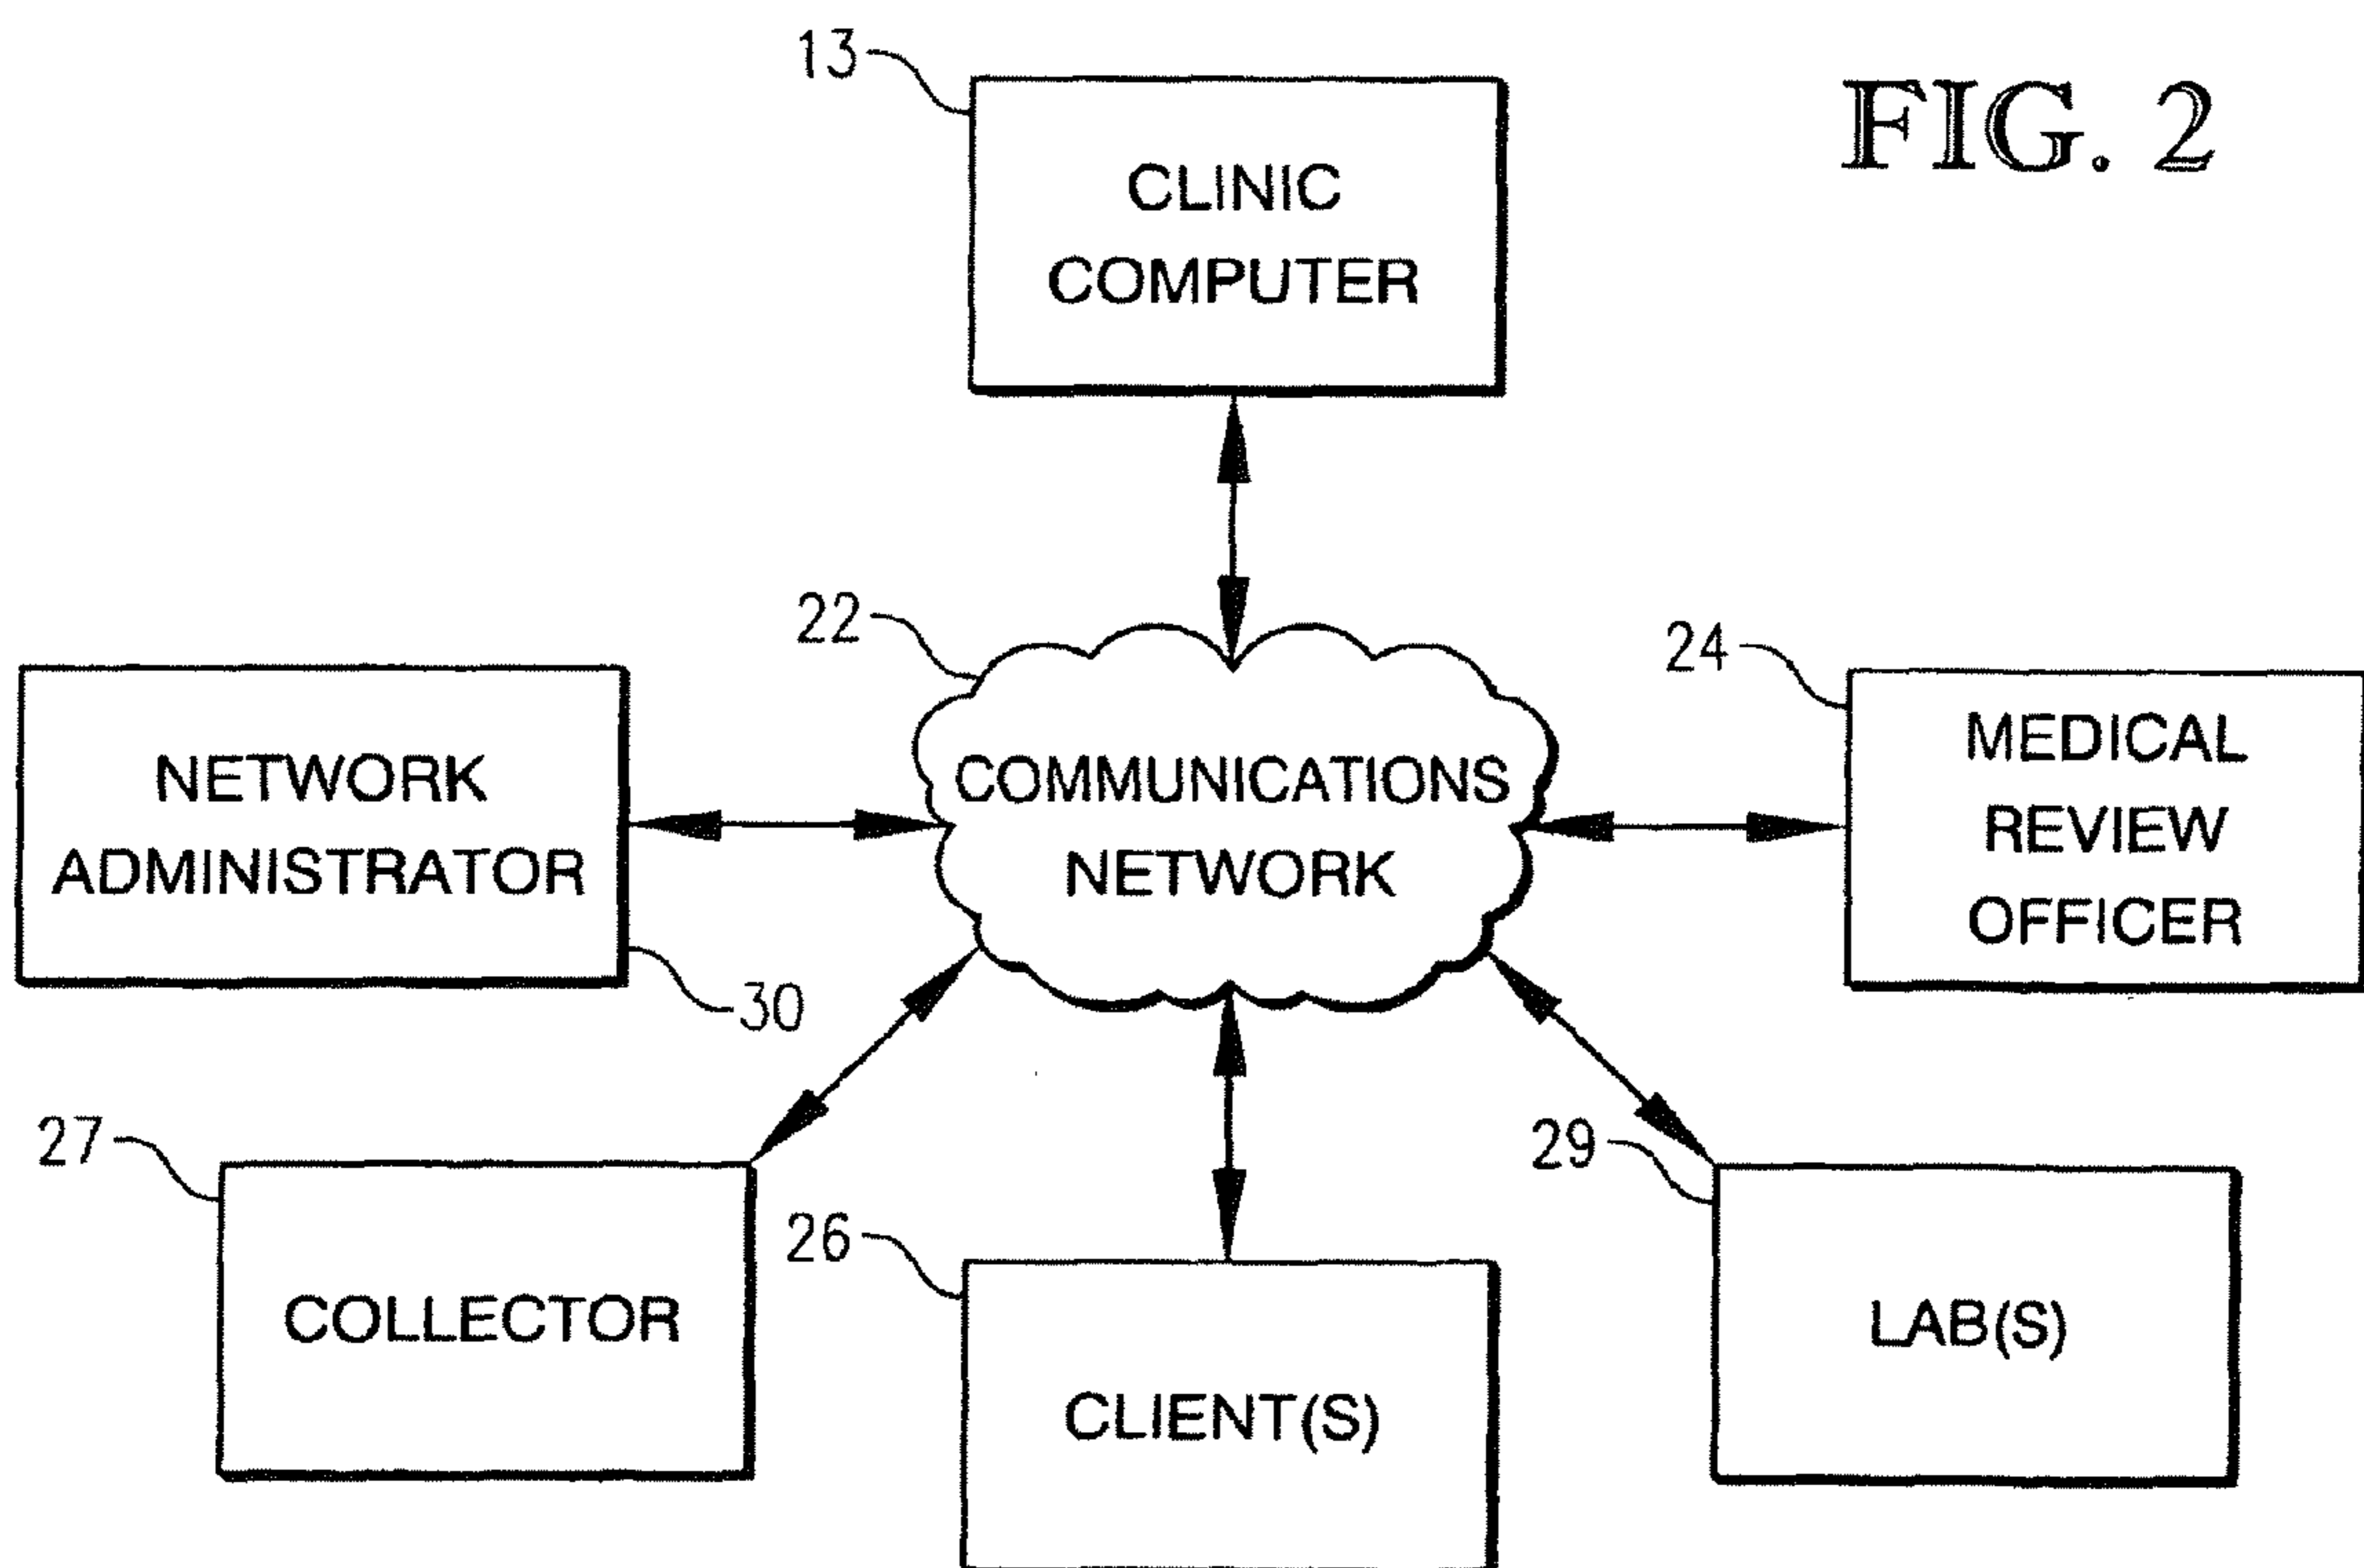 FIG. 2
13
CLINIC
COMPUTER
22
COMMUNICATIONS
NETWORK
24
MEDICAL
REVIEW
OFFICER
NETWORK
ADMINISTRATOR
30
27
COLLECTOR
26
CLIENT(S)
29
LAB(S)